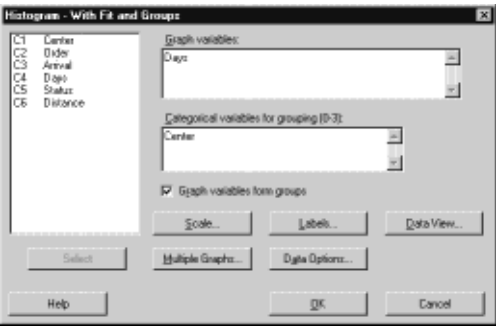 Histogram - With Fit and Groups
C1 Center
C2 Order
C3 Arrival
C4 Days
C5 Status
C6 Distance
Graph variables:
Days
Categorical variables for grouping (0-3):
Center
Graph variables form groups
Scale...
Labels...
Data View...
Select
Multiple Graphs...
Data Options...
Help
OK
Cancel